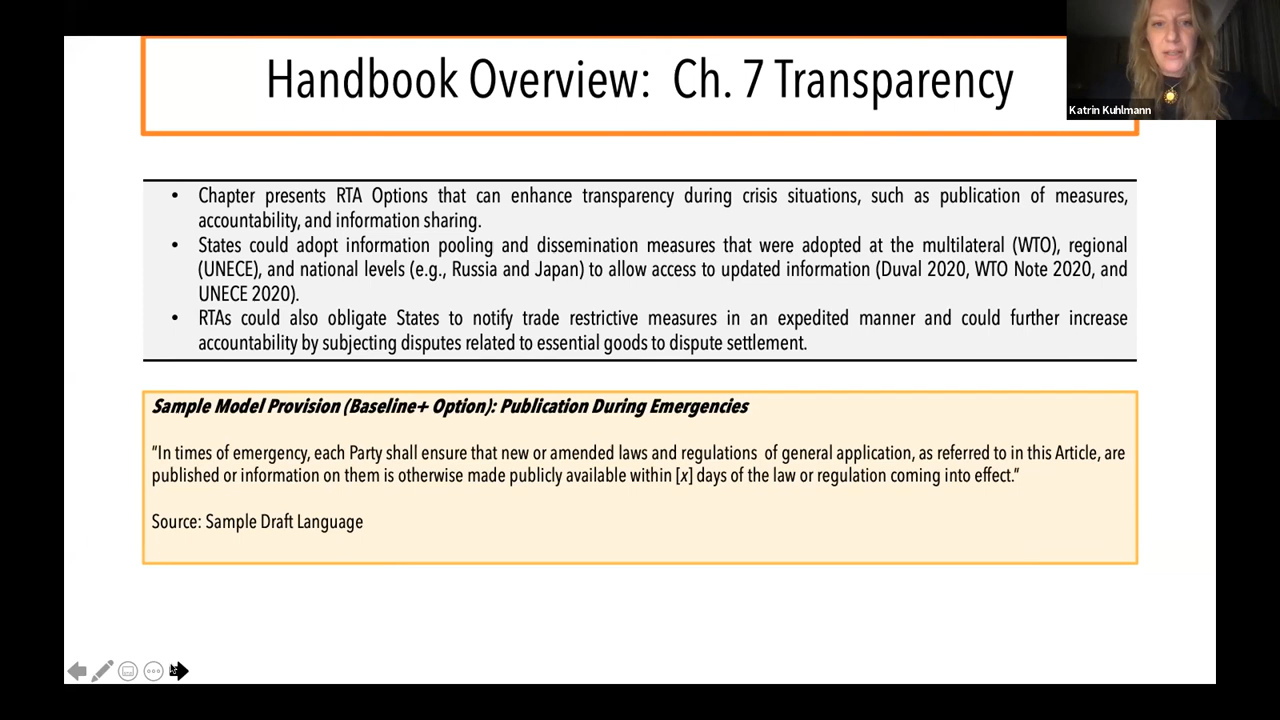 Handbook Overview: Ch. 7 Transparency
Katrin Kuhlmann
• Chapter presents RTA Options that can enhance transparency during crisis situations, such as publication of measures,
accountability, and information sharing.
• States could adopt information pooling and dissemination measures that were adopted at the multilateral (WTO), regional
(UNECE), and national levels (e.g., Russia and Japan) to allow access to updated information (Duval 2020, WTO Note 2020, and
UNECE 2020).
• RTAs could also obligate States to notify trade restrictive measures in an expedited manner and could further increase
accountability by subjecting disputes related to essential goods to dispute settlement.
Sample Model Provision (Baseline+ Option): Publication During Emergencies
"In times of emergency, each Party shall ensure that new or amended laws and regulations of general application, as referred to in this Article, are
published or information on them is otherwise made publicly available within [x] days of the law or regulation coming into effect."
Source: Sample Draft Language